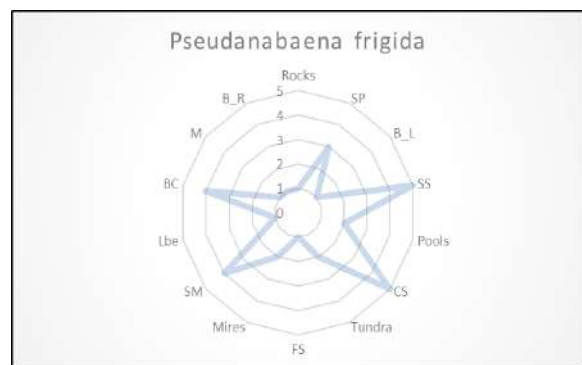 Pseudanabaena frigida
Rocks
B_R
SP
5
M
4
B_L
3
2
BC
1
SS
0
Lbe
Pools
SM
CS
Mires
Tundra
FS